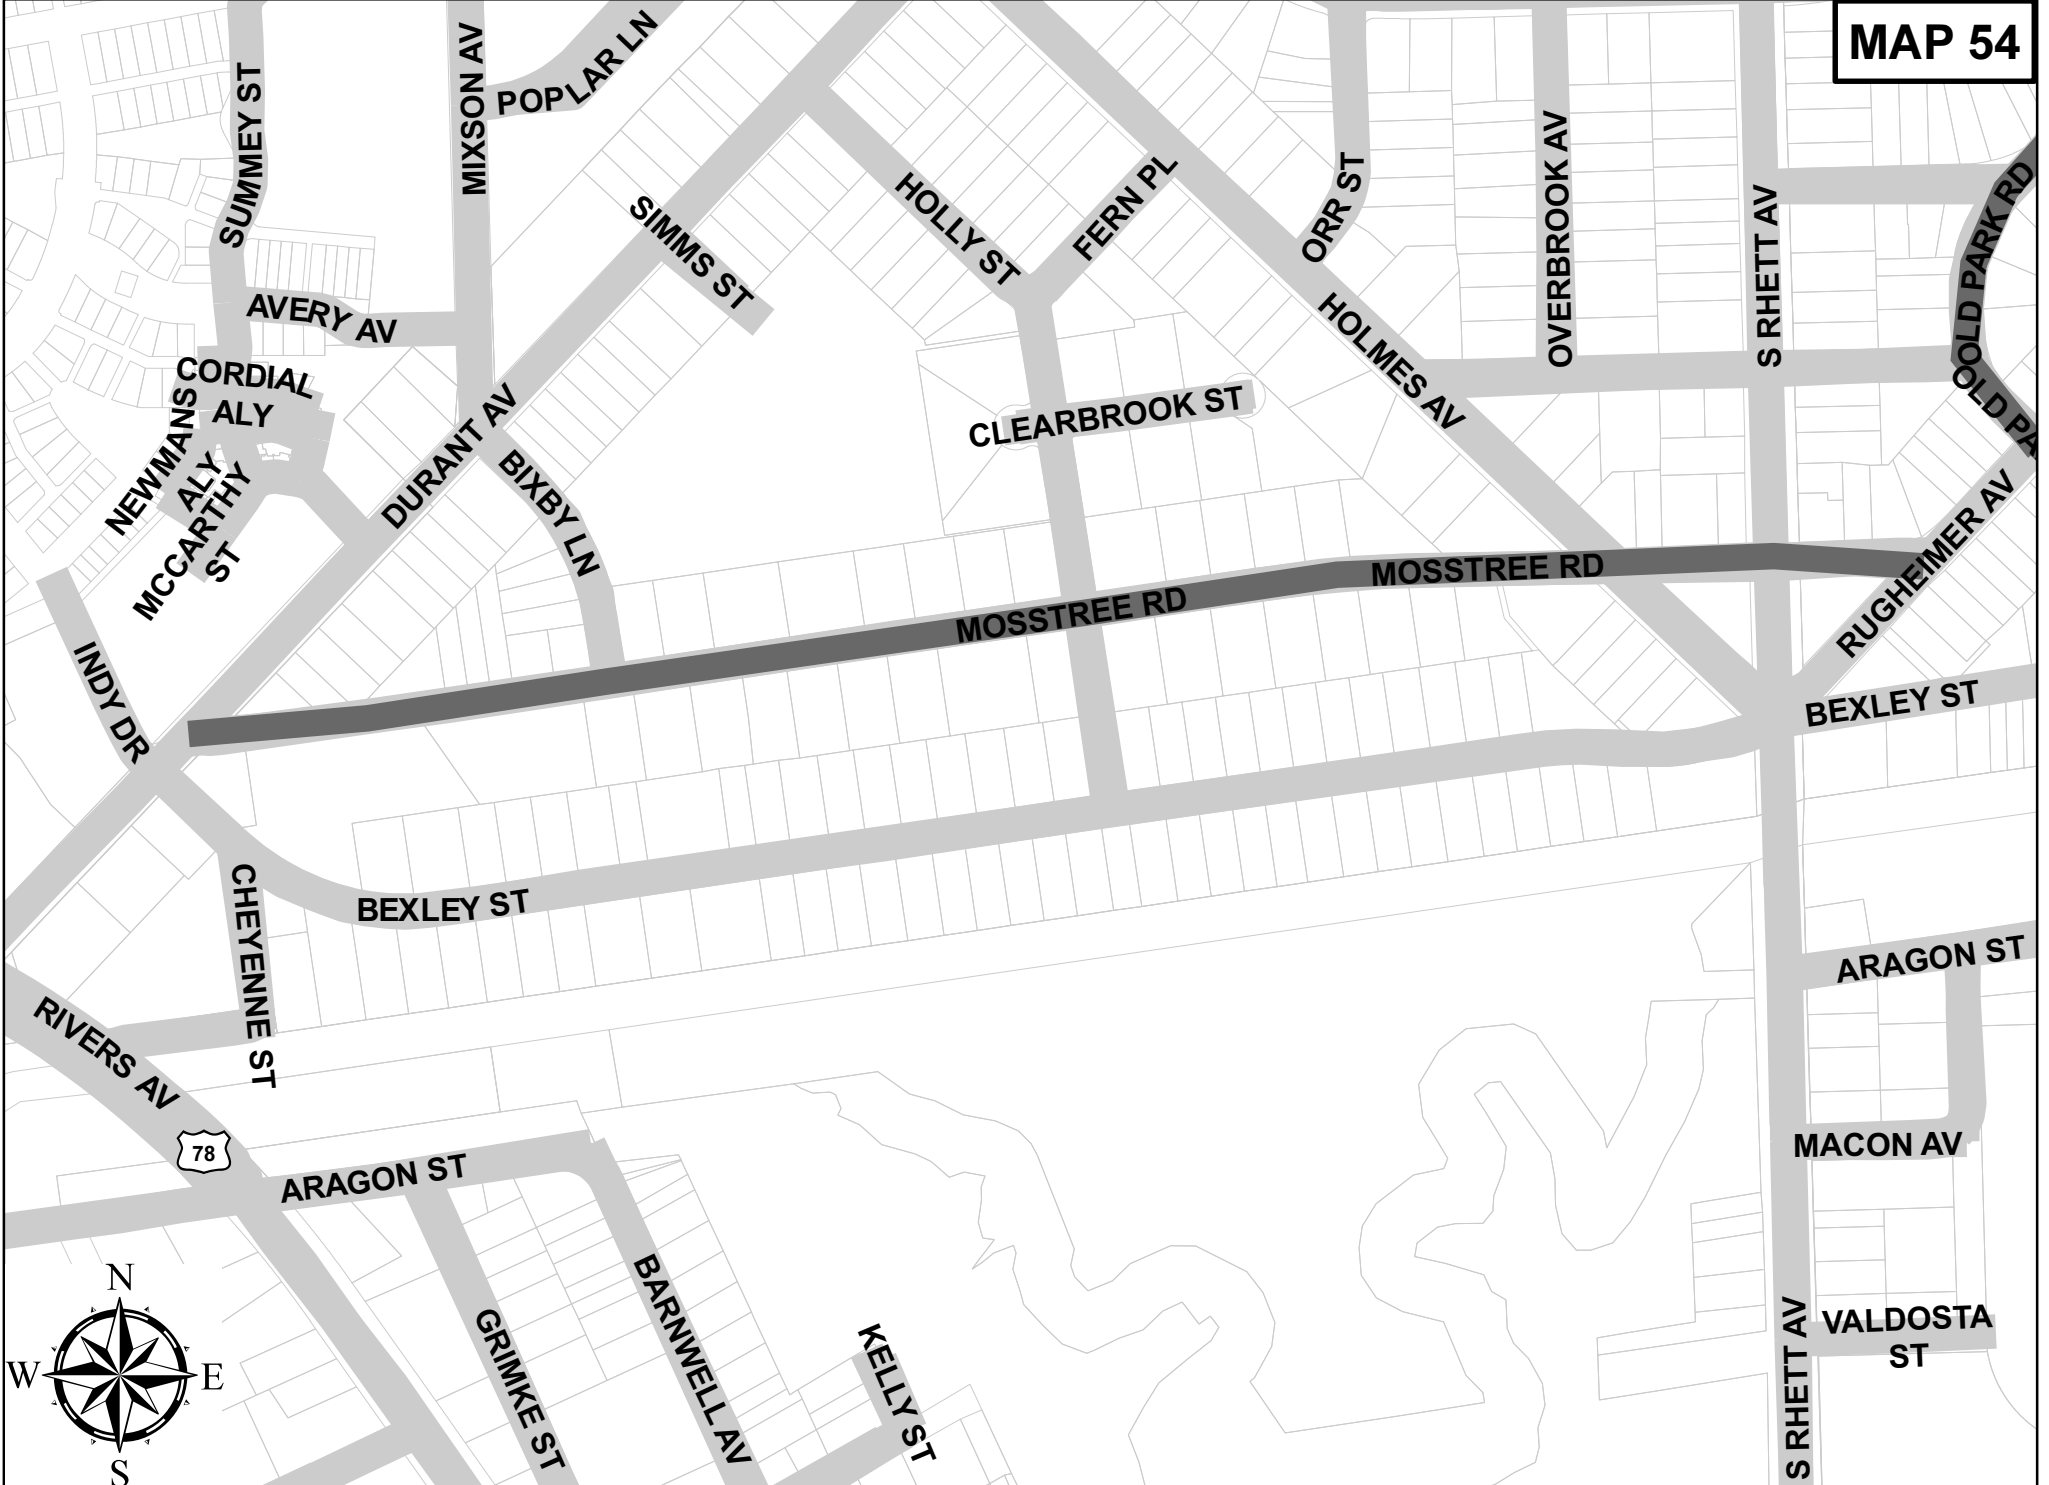 MAP 54
SUMMEY ST
MIXSON AV
POPLAR LN
SIMMS ST
HOLLY ST
FERN PL
ORR ST
OVERBROOK AV
S RHETT AV
OLD PARK RD
OLD PA
AVERY AV
CORDIAL
ALY
NEWMANS
ALY
MCCARTHY
ST
DURANT AV
BIXBY LN
CLEARBROOK ST
HOLMES AV
MOSSTREE RD
MOSSTREE RD
RUGHEIMER AV
INDY DR
BEXLEY ST
BEXLEY ST
CHEYENNE ST
RIVERS AV
78
ARAGON ST
ARAGON ST
MACON AV
GRIMKE ST
BARNWELL AV
KELLY ST
S RHETT AV
VALDOSTA
ST
N
W
E
S